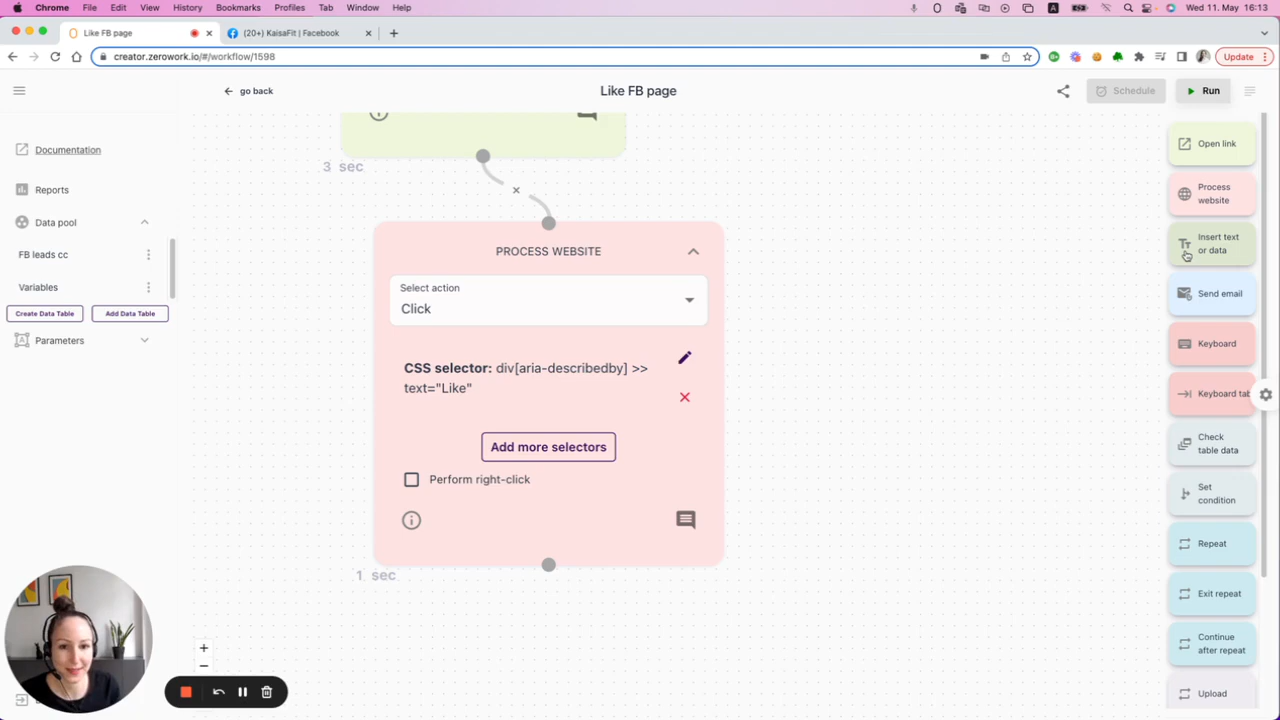 Chrome File Edit View History Bookmarks Profiles Tab Window Help
A
Wed 11. May 16:13
Like FB page
(20+) KaisaFit | Facebook
creator.zerowork.io/#/workflow/1598
Update
go back
Like FB page
Schedule
Run
Documentation
Reports
Data pool
FB leads cc
Variables
Create Data Table
Add Data Table
Parameters
3 sec
PROCESS WEBSITE
Select action
Click
CSS selector: div[aria-describedby] >>
text="Like"
Add more selectors
Perform right-click
1 sec
Open link
Process
website
Insert text
or data
Send email
Keyboard
Keyboard tab
Check
table data
Set
condition
Repeat
Exit repeat
Continue
after repeat
Upload